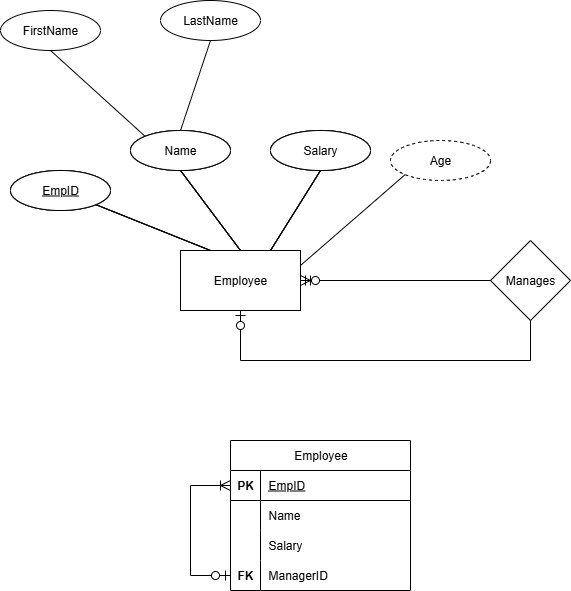 FirstName
LastName
Name
Salary
Age
EmpID
Employee
Manages
Employee
PK EmpID
Name
Salary
FK ManagerID